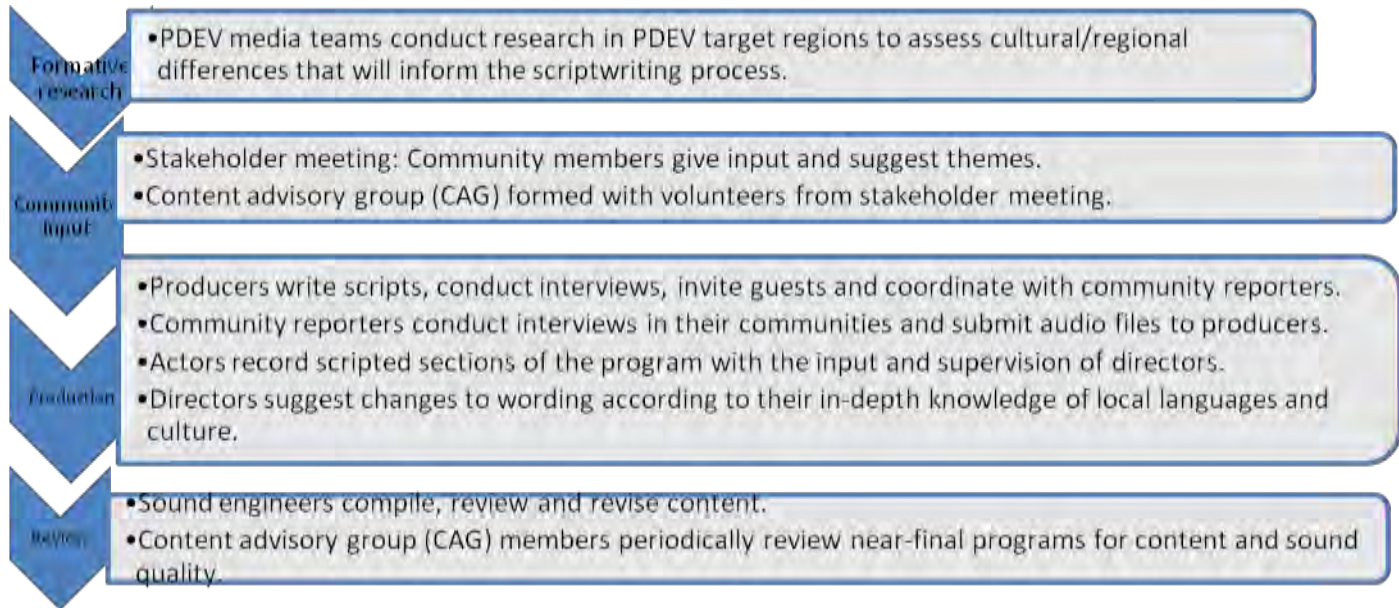 Formative
research
•PDEV media teams conduct research in PDEV target regions to assess cultural/regional
differences that will inform the scriptwriting process.
Communit
Input
•Stakeholder meeting: Community members give input and suggest themes.
•Content advisory group (CAG) formed with volunteers from stakeholder meeting.
Production
•Producers write scripts, conduct interviews, invite guests and coordinate with community reporters.
•Community reporters conduct interviews in their communities and submit audio files to producers.
•Actors record scripted sections of the program with the input and supervision of directors.
•Directors suggest changes to wording according to their in-depth knowledge of local languages and
culture.
Review
•Sound engineers compile, review and revise content.
•Content advisory group (CAG) members periodically review near-final programs for content and sound
quality.